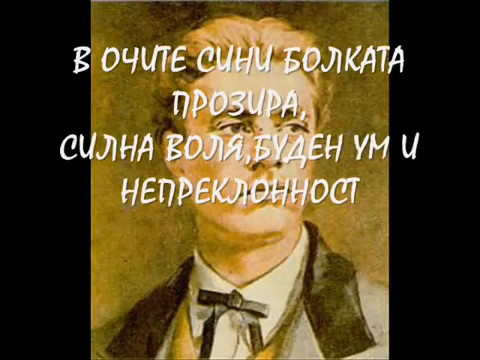 В ОЧИТЕ СИНИ БОЛКАТА
ПРОЗИРА,
СИЛНА ВОЛЯ,БУДЕН УМ И
НЕПРЕКЛОННОСТ